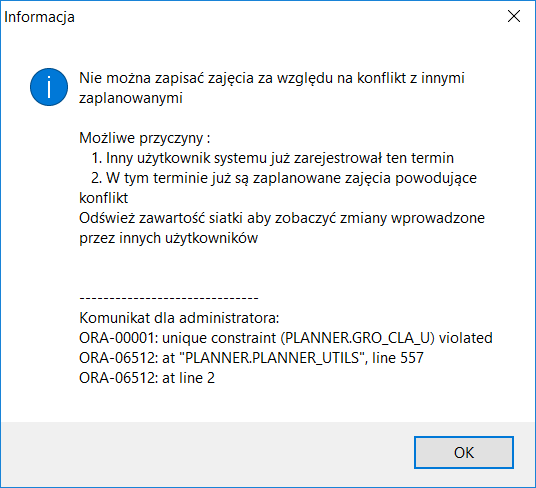 Informacja
Nie można zapisać zajęcia za względu na konflikt z innymi
zaplanowanymi
Możliwe przyczyny :
1. Inny użytkownik systemu już zarejestrował ten termin
2. W tym terminie już są zaplanowane zajęcia powodujące
konflikt
Odśwież zawartość siatki aby zobaczyć zmiany wprowadzone
przez innych użytkowników
------------------------------
Komunikat dla administratora:
ORA-00001: unique constraint (PLANNER.GRO_CLA_U) violated
ORA-06512: at "PLANNER.PLANNER_UTILS", line 557
ORA-06512: at line 2
OK